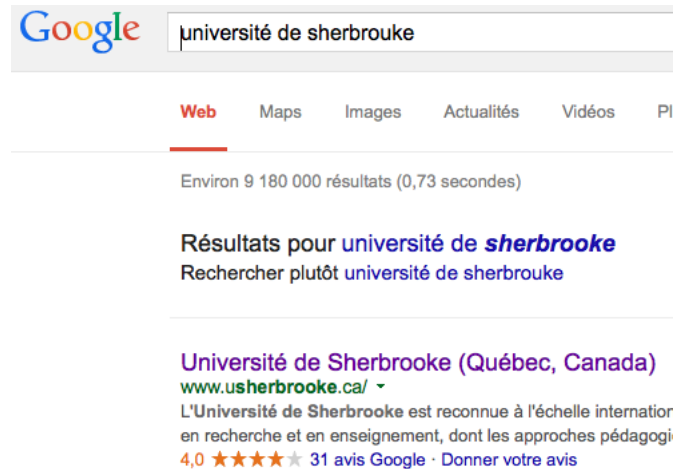 Google université de sherbrouke
Web Maps Images Actualités Vidéos Pl
Environ 9 180 000 résultats (0,73 secondes)
Résultats pour université de sherbrooke
Rechercher plutôt université de sherbrouke
Université de Sherbrooke (Québec, Canada)
www.usherbrooke.ca/
L'Université de Sherbrooke est reconnue à l'échelle internation
en recherche et en enseignement, dont les approches pédagogi
4,0 ★★★★★ 31 avis Google · Donner votre avis